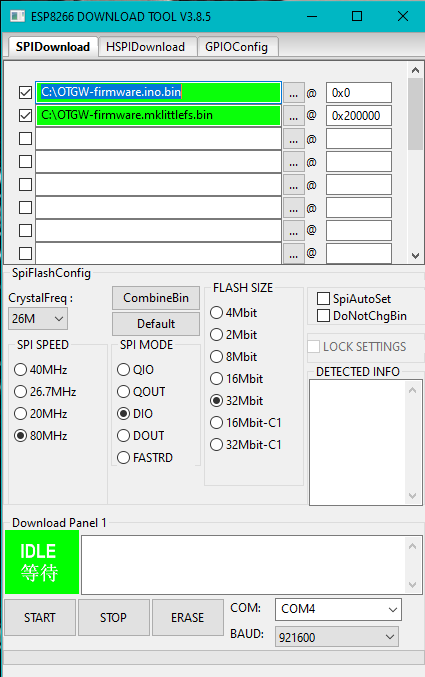 ESP8266 DOWNLOAD TOOL V3.8.5
SPIDownload HSPIDownload GPIOConfig
C:\OTGW-firmware.ino.bin ... @ 0x0
C:\OTGW-firmware.mklittlefs.bin ... @ 0x200000
... @
... @
... @
... @
... @
... @
SpiFlashConfig
CrystalFreq :
26M
CombineBin
Default
SPI SPEED
40MHz
26.7MHz
20MHz
80MHz
SPI MODE
QIO
QOUT
DIO
DOUT
FASTRD
FLASH SIZE
4Mbit
2Mbit
8Mbit
16Mbit
32Mbit
16Mbit-C1
32Mbit-C1
SpiAutoSet
DoNotChgBin
LOCK SETTINGS
DETECTED INFO
Download Panel 1
IDLE
等待
START STOP ERASE
COM: COM4
BAUD: 921600